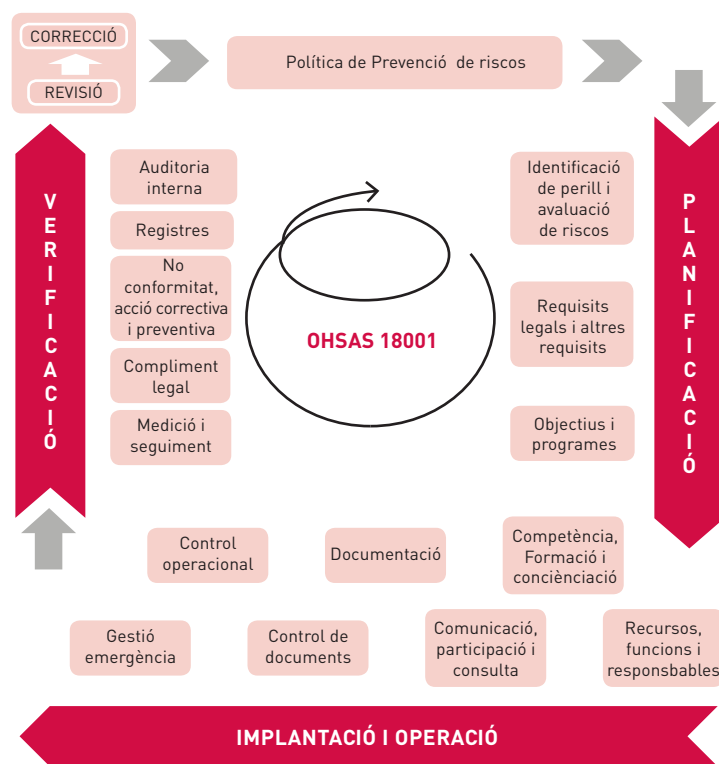 CORRECCIÓ
REVISIÓ
Política de Prevenció de riscos
PLANIFICACIÓ
Identificació
de perill i
avaluació
de riscos
Requisits
legals i altres
requisits
Objectius i
programes
OHSAS 18001
Auditoria
interna
Registres
No
conformitat,
acció correctiva
i preventiva
Compliment
legal
Medició i
seguiment
VERIFICACIÓ
Control
operacional
Documentació
Competència,
Formació i
conciènciació
Gestió
emergència
Control de
documents
Comunicació,
participació i
consulta
Recursos,
funcions i
responsbables
IMPLANTACIÓ I OPERACIÓ